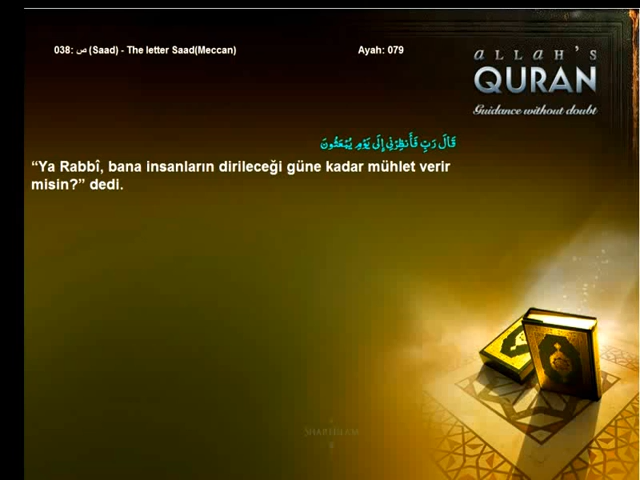 038: ص (Saad) - The letter Saad(Meccan) Ayah: 079
ALLAH'S
QURAN
Guidance without doubt
قَالَ رَبِّ فَأَنظِرْنِي إِلَى يَوْمِ يُبْعَثُونَ
“Ya Rabbî, bana insanların dirileceği güne kadar mühlet verir
misin?” dedi.